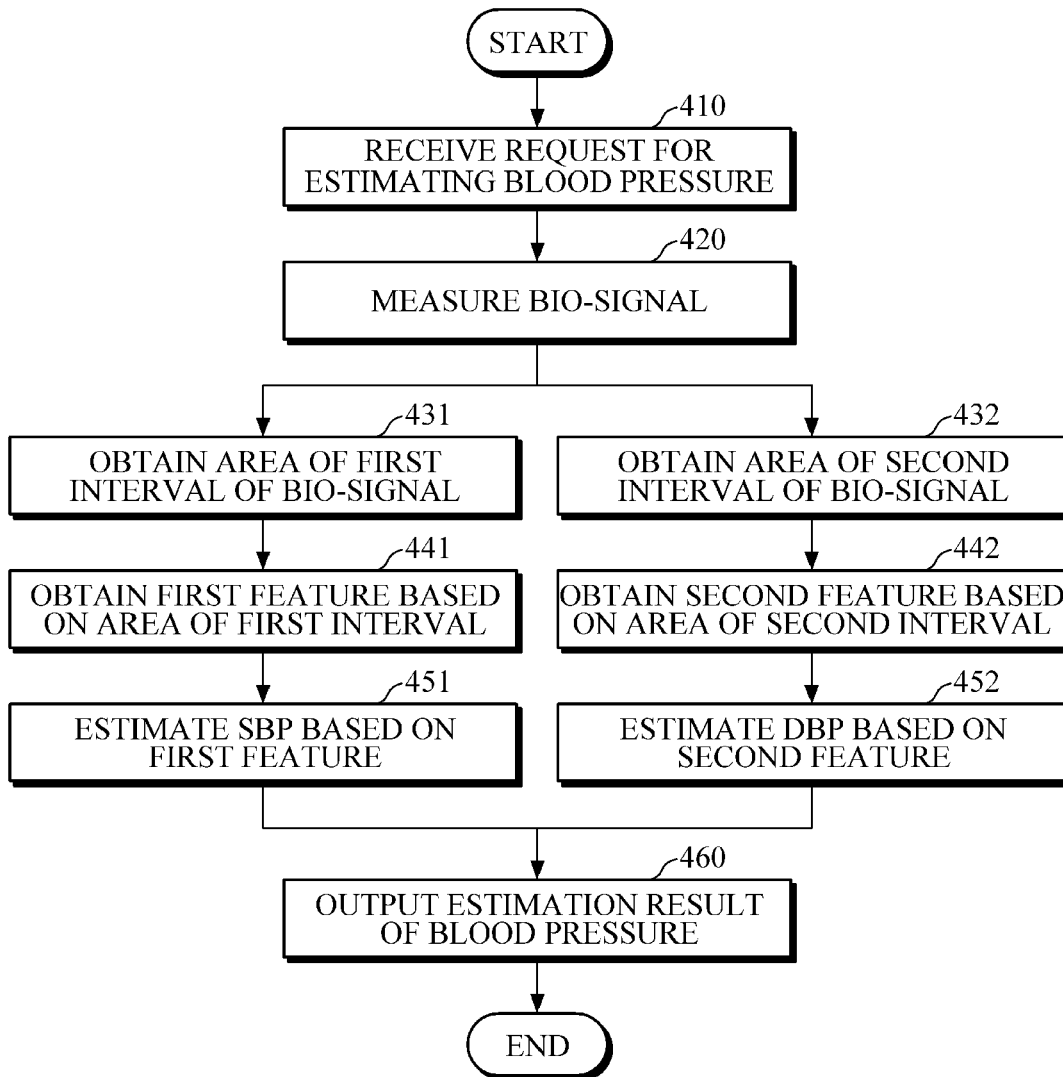 START
410
RECEIVE REQUEST FOR
ESTIMATING BLOOD PRESSURE
420
MEASURE BIO-SIGNAL
431
OBTAIN AREA OF FIRST
INTERVAL OF BIO-SIGNAL
432
OBTAIN AREA OF SECOND
INTERVAL OF BIO-SIGNAL
441
OBTAIN FIRST FEATURE BASED
ON AREA OF FIRST INTERVAL
442
OBTAIN SECOND FEATURE BASED
ON AREA OF SECOND INTERVAL
451
ESTIMATE SBP BASED ON
FIRST FEATURE
452
ESTIMATE DBP BASED ON
SECOND FEATURE
460
OUTPUT ESTIMATION RESULT
OF BLOOD PRESSURE
END